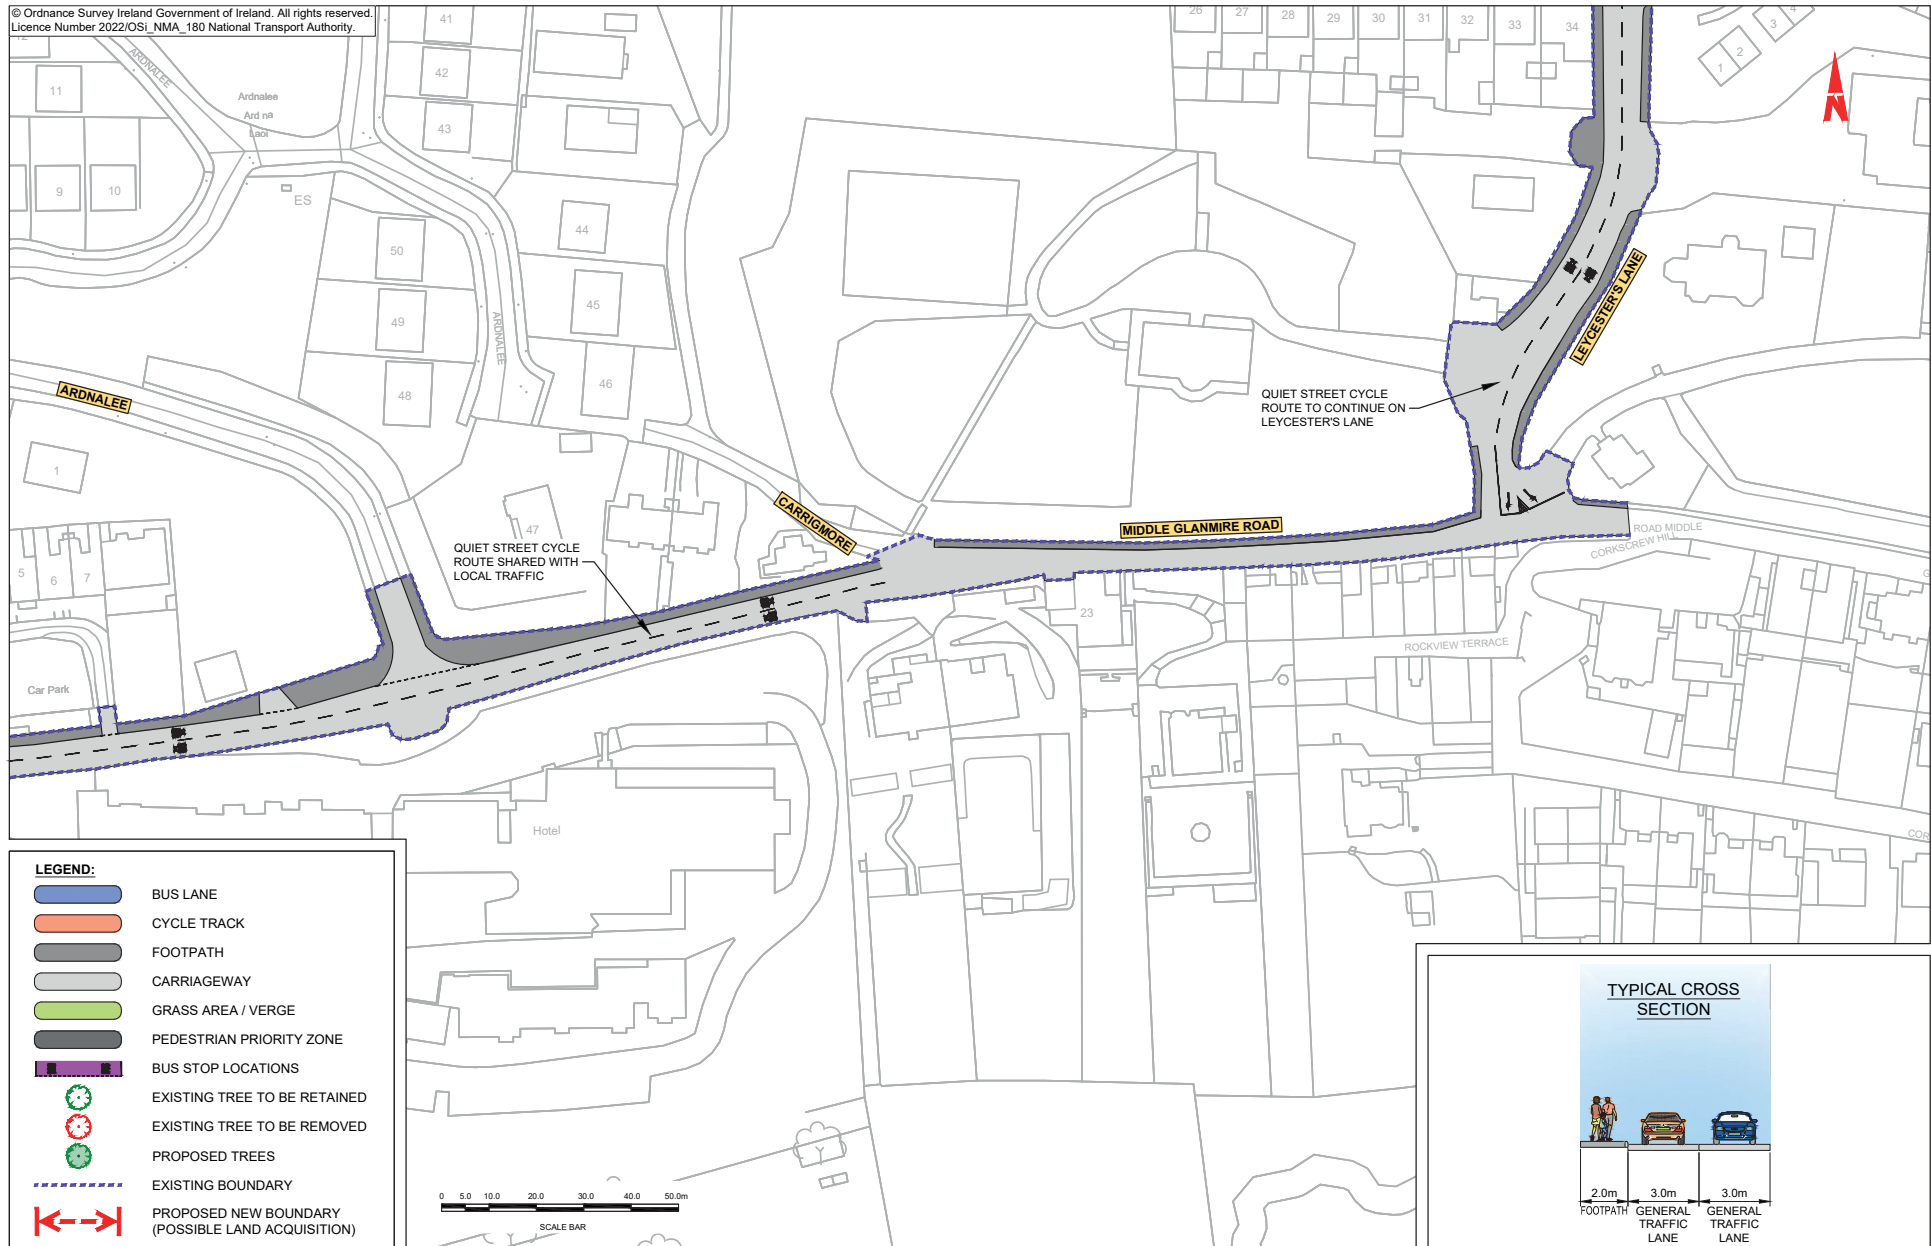 © Ordnance Survey Ireland Government of Ireland. All rights reserved.
Licence Number 2022/OSi_NMA_180 National Transport Authority.
41
42
43
11
9
10
ARDNALEE
Ardnalee
Ard na
Laoi
ES
50
49
48
44
45
46
47
ARDNALEE
26
27
28
29
30
31
32
33
34
1
2
3
4
ARDNALEE
1
5
6
7
Car Park
QUIET STREET CYCLE
ROUTE SHARED WITH
LOCAL TRAFFIC
CARRIGMORE
MIDDLE GLANMIRE ROAD
QUIET STREET CYCLE
ROUTE TO CONTINUE ON
LEYCESTER'S LANE
LEYCESTER'S LANE
ROAD MIDDLE
CORKSCREW HILL
ROCKVIEW TERRACE
23
Hotel
COR
N
LEGEND:
BUS LANE
CYCLE TRACK
FOOTPATH
CARRIAGEWAY
GRASS AREA / VERGE
PEDESTRIAN PRIORITY ZONE
BUS STOP LOCATIONS
EXISTING TREE TO BE RETAINED
EXISTING TREE TO BE REMOVED
PROPOSED TREES
EXISTING BOUNDARY
PROPOSED NEW BOUNDARY
(POSSIBLE LAND ACQUISITION)
0 5.0 10.0 20.0 30.0 40.0 50.0m
SCALE BAR
TYPICAL CROSS
SECTION
2.0m 3.0m 3.0m
FOOTPATH GENERAL GENERAL
TRAFFIC TRAFFIC
LANE LANE